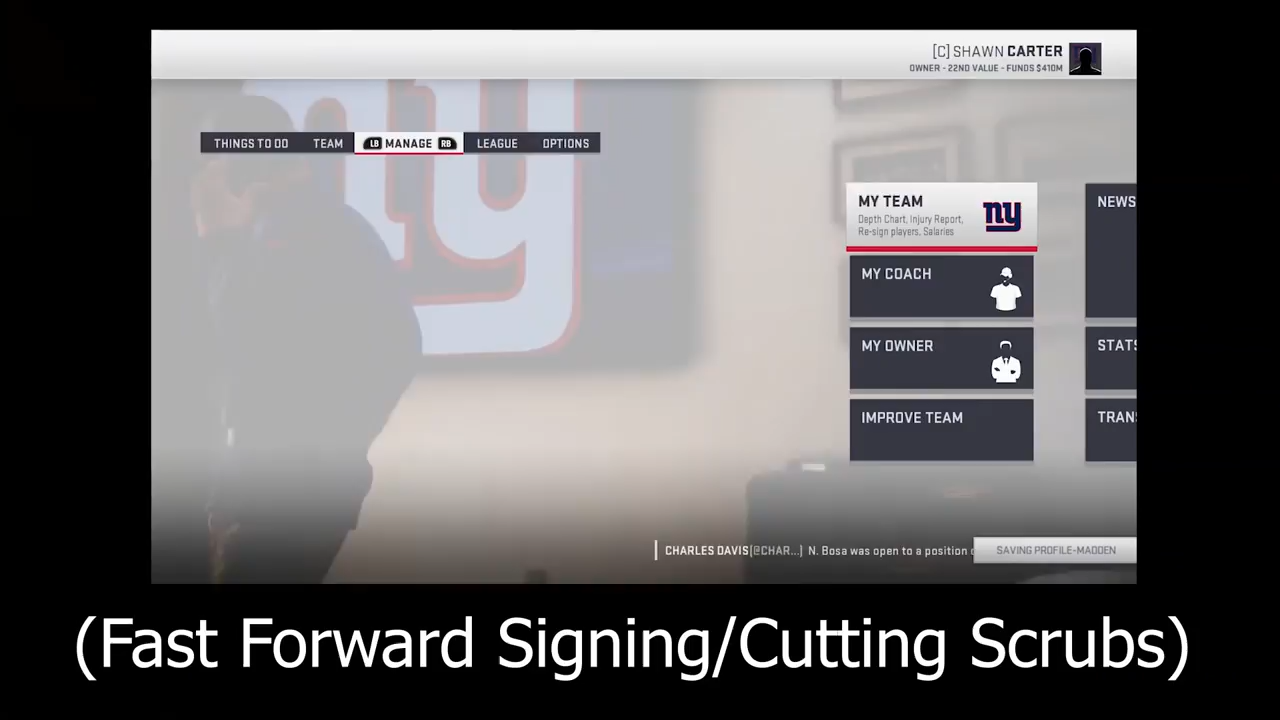 [C] SHAWN CARTER
OWNER - 22ND VALUE - FUNDS $410M
THINGS TO DO
TEAM
LB MANAGE RB
LEAGUE
OPTIONS
ny
MY TEAM
Depth Chart, Injury Report,
Re-sign players, Salaries
ny
MY COACH
MY OWNER
IMPROVE TEAM
NEWS
STATS
TRAN
CHARLES DAVIS[@CHAR...] N. Bosa was open to a position
SAVING PROFILE-MADDEN
(Fast Forward Signing/Cutting Scrubs)